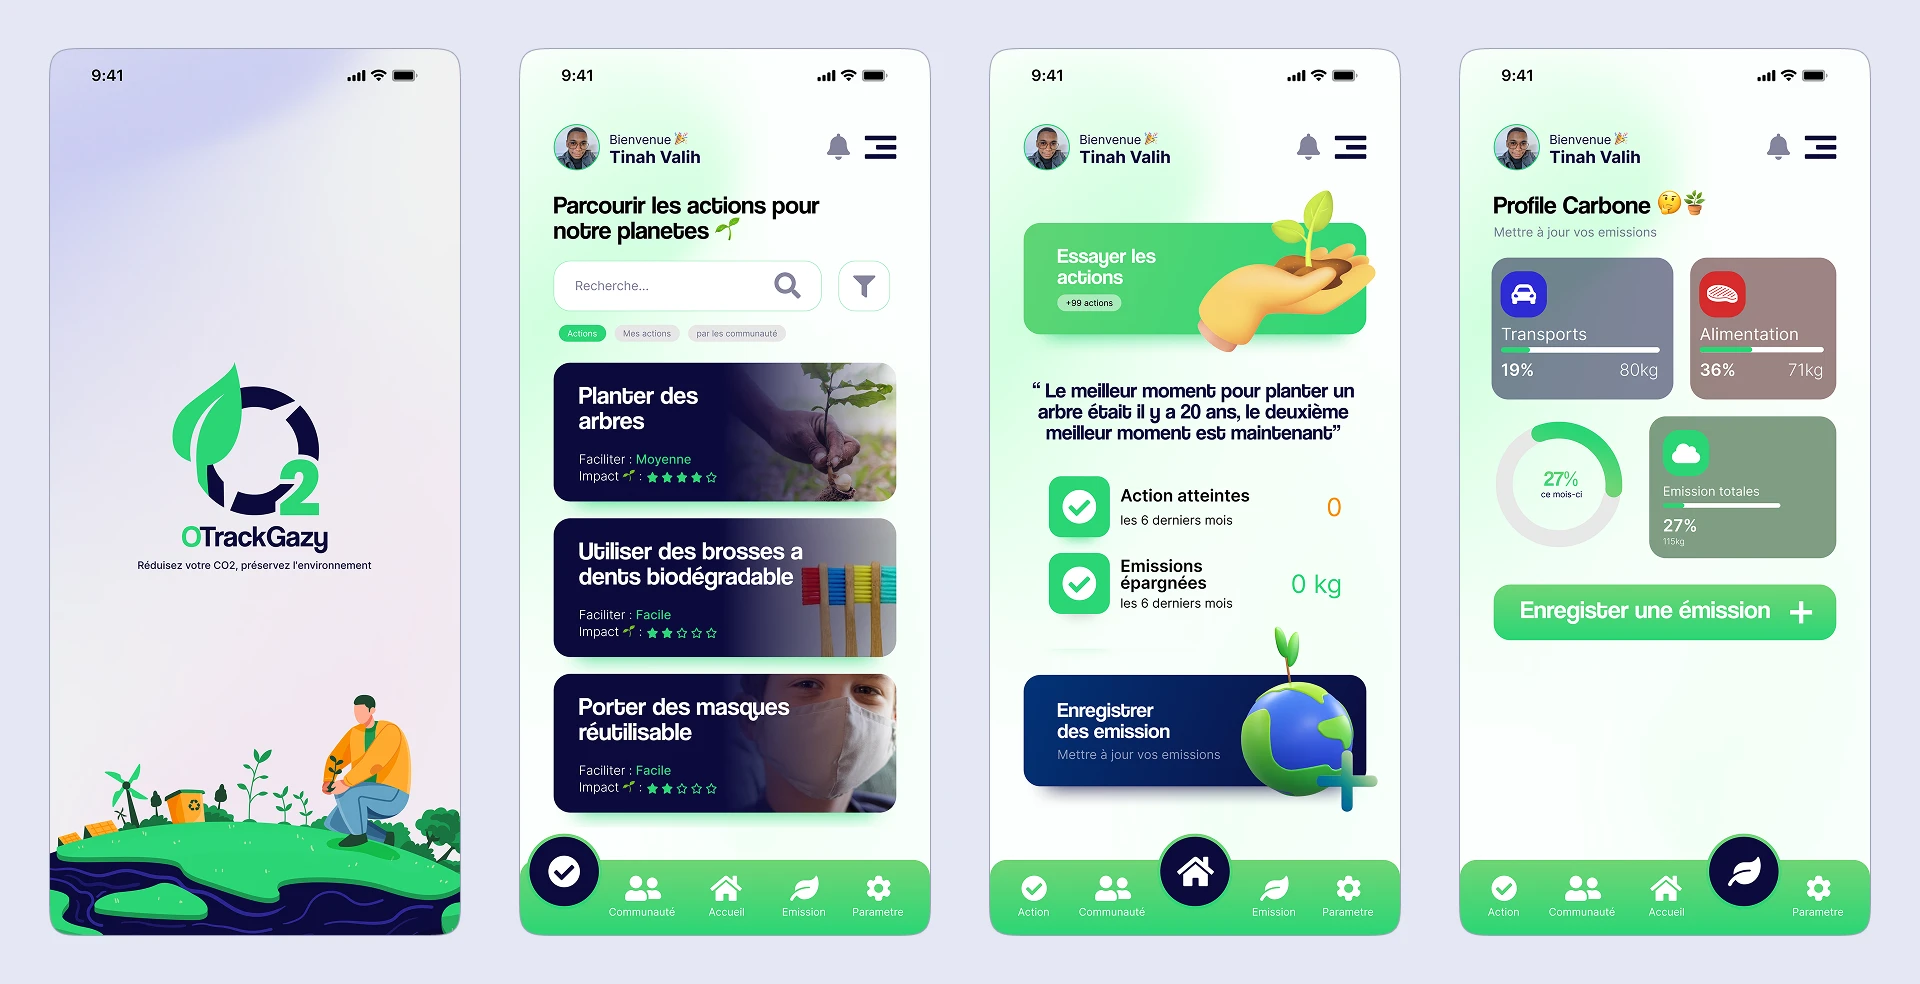 9:41
O2
OTrackGazy
Réduisez votre CO2, préservez l'environnement
9:41
Bienvenue 🎉
Tinah Valih
Parcourir les actions pour
notre planetes 🌱
Recherche...
Actions
Mes actions
par les communauté
Planter des
arbres
Faciliter : Moyenne
Impact 🌱 : ★★★★☆
Utiliser des brosses a
dents biodégradable
Faciliter : Facile
Impact 🌱 : ★★☆☆☆
Porter des masques
réutilisable
Faciliter : Facile
Impact 🌱 : ★★☆☆☆
Communauté
Accueil
Emission
Parametre
9:41
Bienvenue 🎉
Tinah Valih
Essayer les
actions
+99 actions
“ Le meilleur moment pour planter un
arbre était il y a 20 ans, le deuxième
meilleur moment est maintenant”
Action atteintes
les 6 derniers mois
0
Emissions
épargnées
les 6 derniers mois
0 kg
Enregistrer
des emission
Mettre à jour vos emissions
Action
Communauté
Emission
Parametre
9:41
Bienvenue 🎉
Tinah Valih
Profile Carbone 🤔🪴
Mettre à jour vos emissions
Transports
19%
80kg
Alimentation
36%
71kg
27%
ce mois-ci
Emission totales
27%
115kg
Enregister une émission +
Action
Communauté
Accueil
Parametre